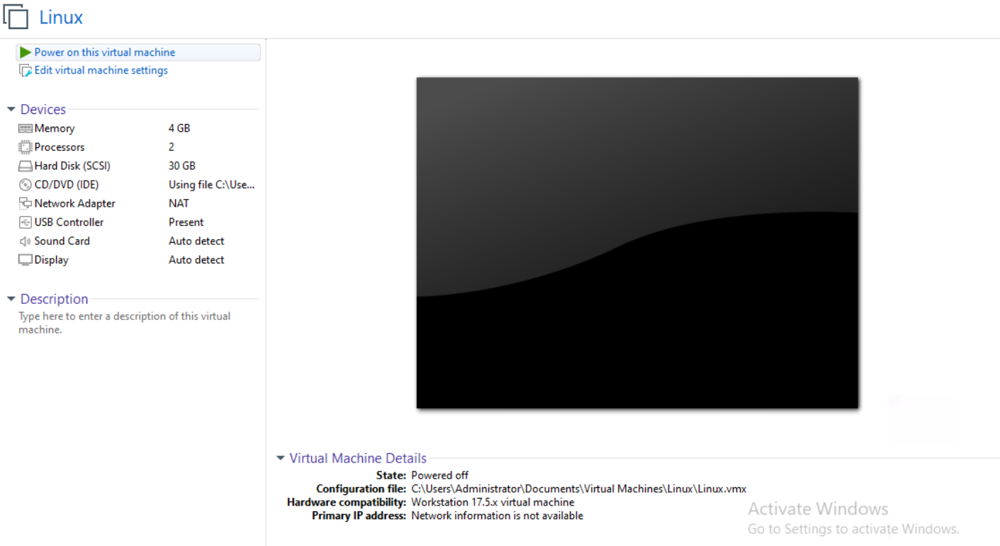 Linux
Power on this virtual machine
Edit virtual machine settings
Devices
Memory 4 GB
Processors 2
Hard Disk (SCSI) 30 GB
CD/DVD (IDE) Using file C:\Use...
Network Adapter NAT
USB Controller Present
Sound Card Auto detect
Display Auto detect
Description
Type here to enter a description of this virtual
machine.
Virtual Machine Details
State: Powered off
Configuration file: C:\Users\Administrator\Documents\Virtual Machines\Linux\Linux.vmx
Hardware compatibility: Workstation 17.5.x virtual machine
Primary IP address: Network information is not available
Activate Windows
Go to Settings to activate Windows.